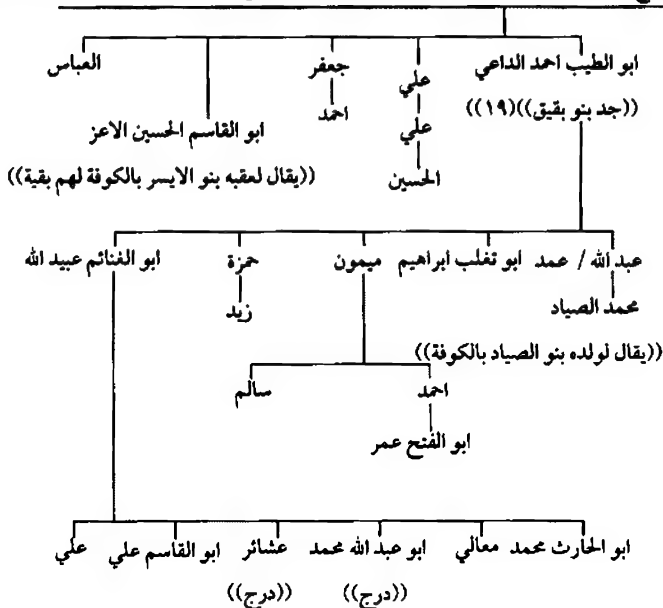 ابو الطيب احمد الداعي علي جعفر العباس
((جد بنو بقيق))((١٩)) علي احمد ابو القاسم الحسين الاعز
الحسين ((يقال لعقبه بنو الايسر بالكوفة لهم بقية))
عبد الله / عمد ابو تغلب ابراهيم ميمون حمزة ابو الغنائم عبيد الله
محمد الصياد زيد
((يقال لولده بنو الصياد بالكوفة))
احمد سالم
ابو الفتح عمر
ابو الحارث محمد معالي ابو عبد الله محمد عشائر ابو القاسم علي علي
((درج)) ((درج))